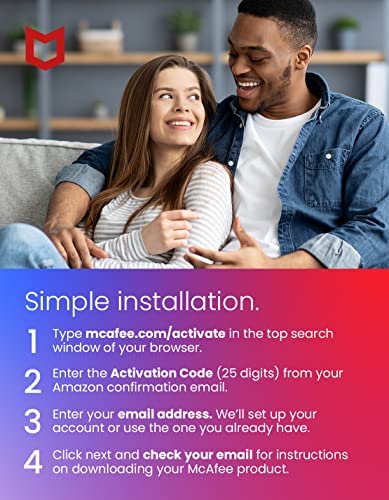 Simple installation.
1 Type mcafee.com/activate in the top search
window of your browser.
2 Enter the Activation Code (25 digits) from your
Amazon confirmation email.
3 Enter your email address. We'll set up your
account or use the one you already have.
4 Click next and check your email for instructions
on downloading your McAfee product.